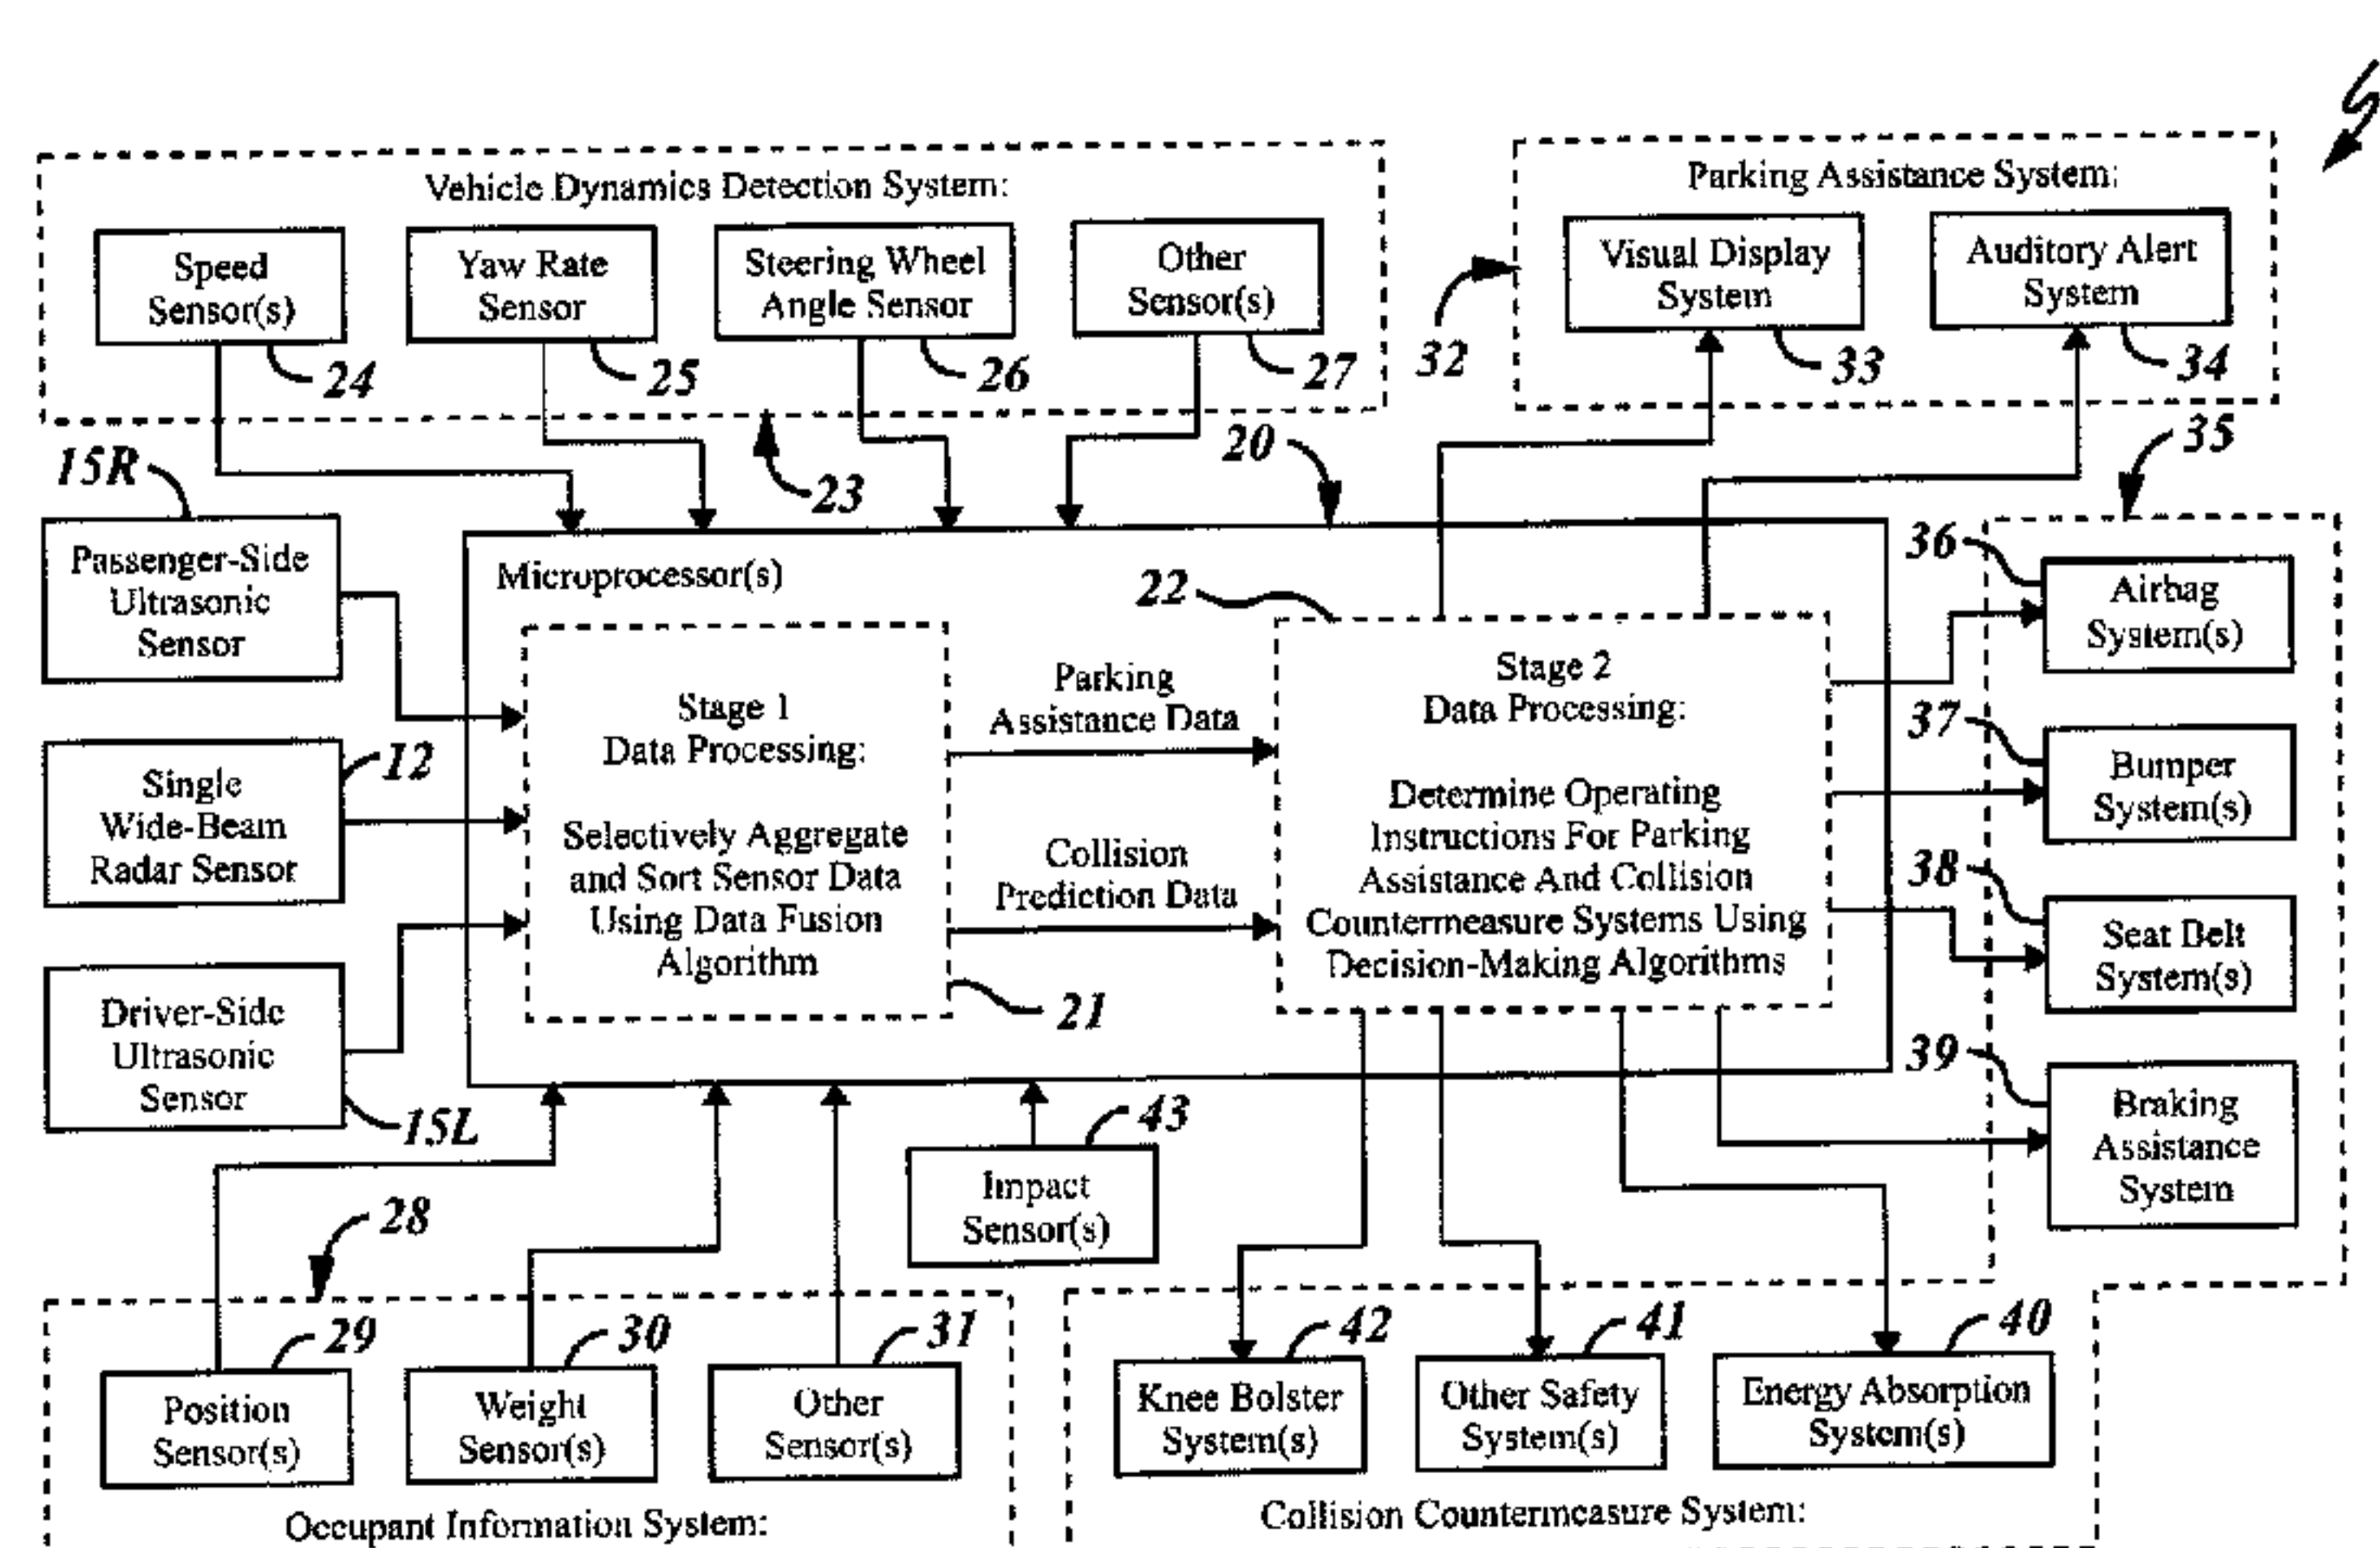 Vehicle Dynamics Detection System:
Speed
Sensor(s)
24
Yaw Rate
Sensor
25
Steering Wheel
Angle Sensor
26
Other
Sensor(s)
27
23
Parking Assistance System:
32
Visual Display
System
33
Auditory Alert
System
34
20
35
15R
Passenger-Side
Ultrasonic
Sensor
Single
Wide-Beam
Radar Sensor
12
Driver-Side
Ultrasonic
Sensor
15L
Microprocessor(s)
Stage 1
Data Processing:
Selectively Aggregate
and Sort Sensor Data
Using Data Fusion
Algorithm
21
Parking
Assistance Data
Collision
Prediction Data
22
Stage 2
Data Processing:
Determine Operating
Instructions For Parking
Assistance And Collision
Countermeasure Systems Using
Decision-Making Algorithms
36
Airbag
System(s)
37
Bumper
System(s)
38
Seat Belt
System(s)
39
Braking
Assistance
System
43
Impact
Sensor(s)
28
29
Position
Sensor(s)
30
Weight
Sensor(s)
31
Other
Sensor(s)
Occupant Information System:
42
Knee Bolster
System(s)
41
Other Safety
System(s)
40
Energy Absorption
System(s)
Collision Countermeasure System: